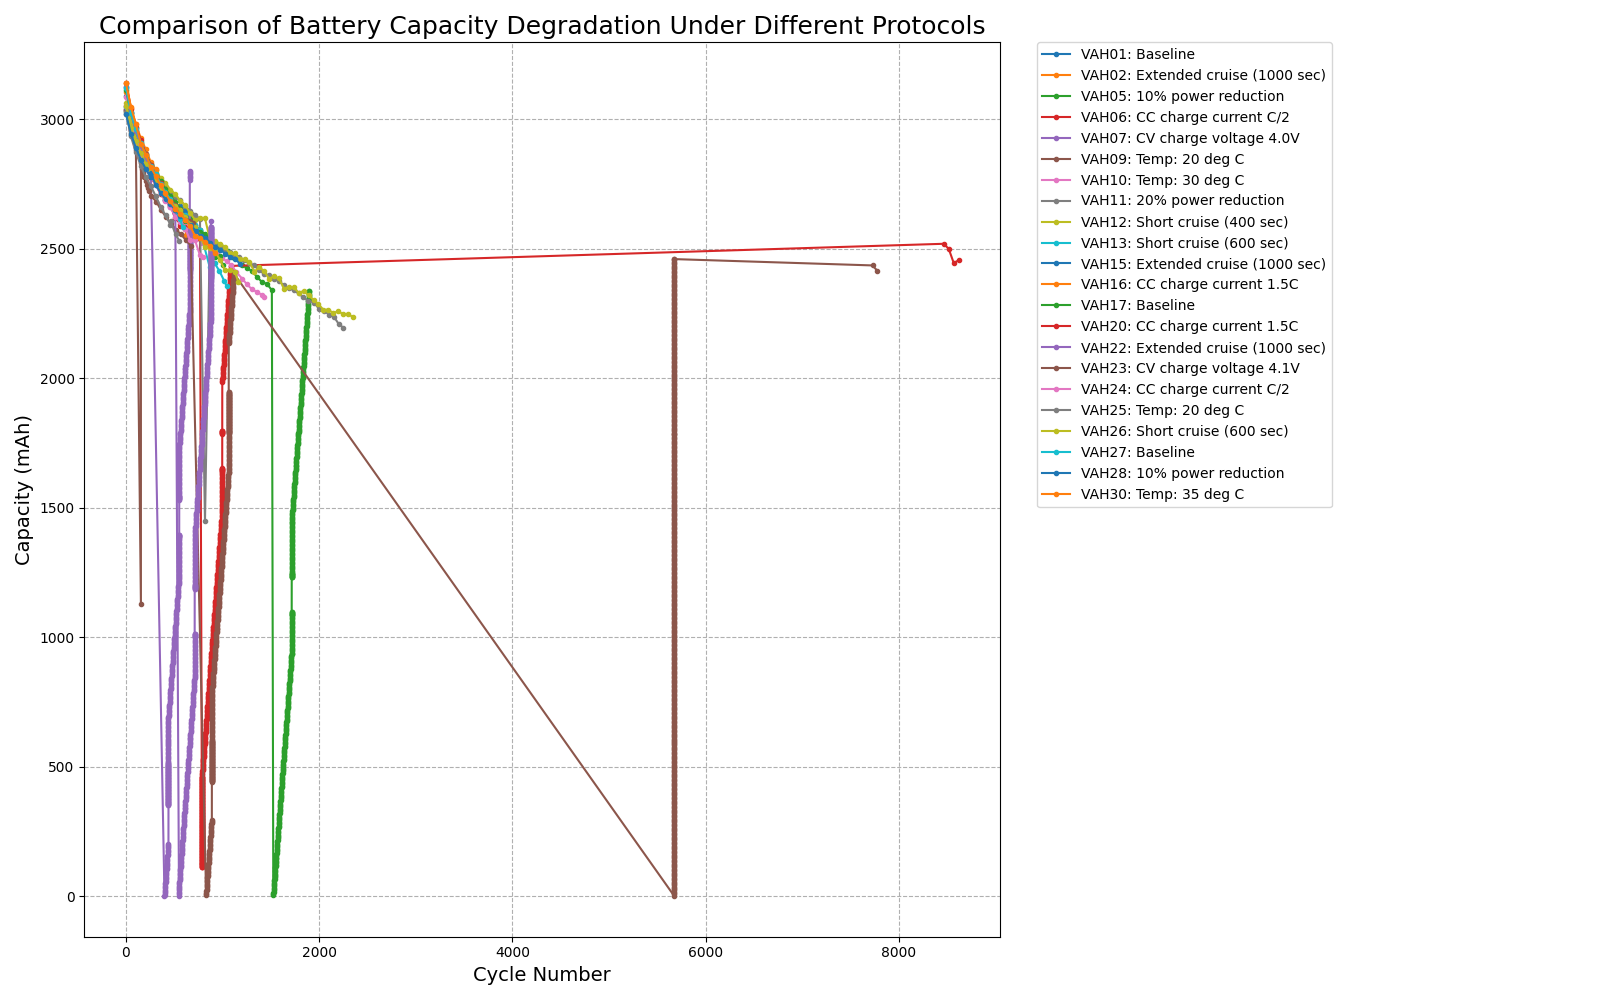 Comparison of Battery Capacity Degradation Under Different Protocols
Capacity (mAh)
3000
2500
2000
1500
1000
500
0
0 2000 4000 6000 8000
Cycle Number
VAH01: Baseline
VAH02: Extended cruise (1000 sec)
VAH05: 10% power reduction
VAH06: CC charge current C/2
VAH07: CV charge voltage 4.0V
VAH09: Temp: 20 deg C
VAH10: Temp: 30 deg C
VAH11: 20% power reduction
VAH12: Short cruise (400 sec)
VAH13: Short cruise (600 sec)
VAH15: Extended cruise (1000 sec)
VAH16: CC charge current 1.5C
VAH17: Baseline
VAH20: CC charge current 1.5C
VAH22: Extended cruise (1000 sec)
VAH23: CV charge voltage 4.1V
VAH24: CC charge current C/2
VAH25: Temp: 20 deg C
VAH26: Short cruise (600 sec)
VAH27: Baseline
VAH28: 10% power reduction
VAH30: Temp: 35 deg C